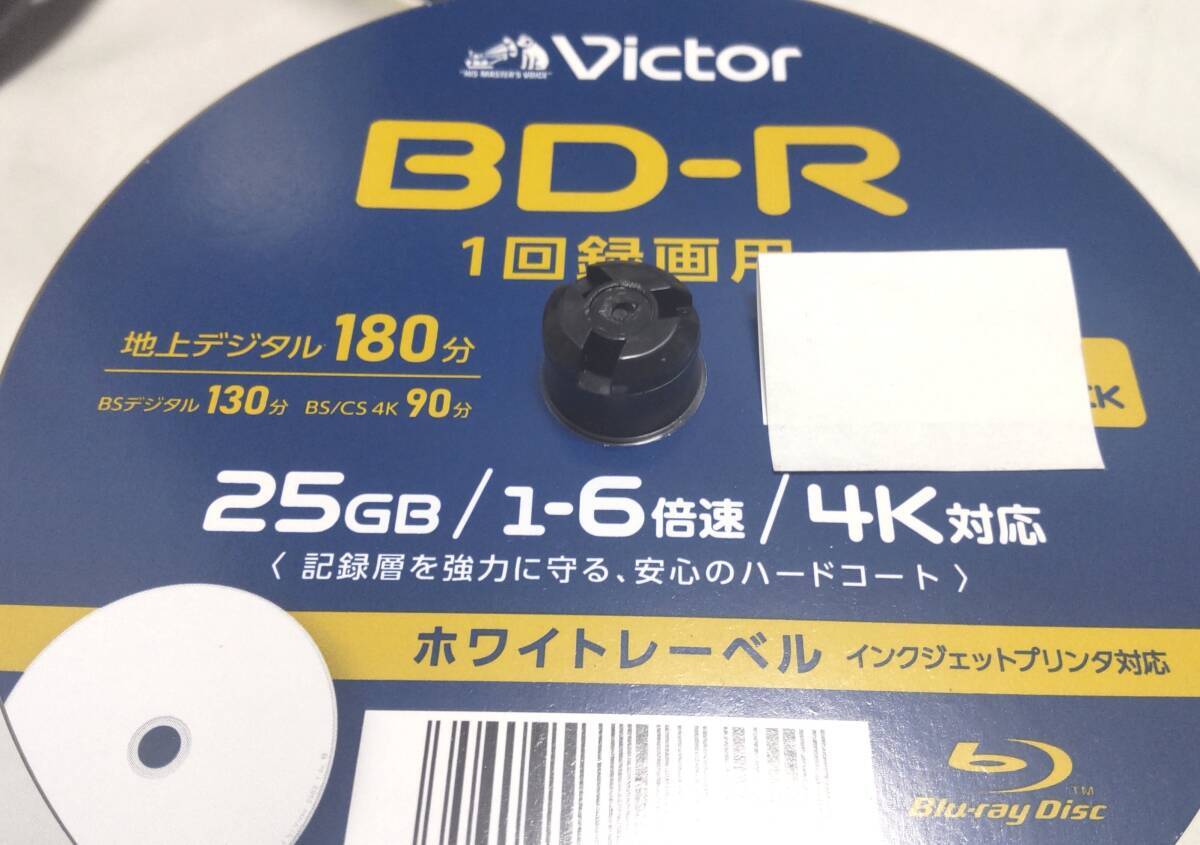 "HIS MASTER'S VOICE" Victor
BD-R
1回録画用
地上デジタル 180分
BSデジタル 130分 BS/CS 4K 90分
25GB/1-6倍速/4K対応
〈 記録層を強力に守る、安心のハードコート 〉
ホワイトレーベル インクジェットプリンタ対応
Blu-ray Disc TM